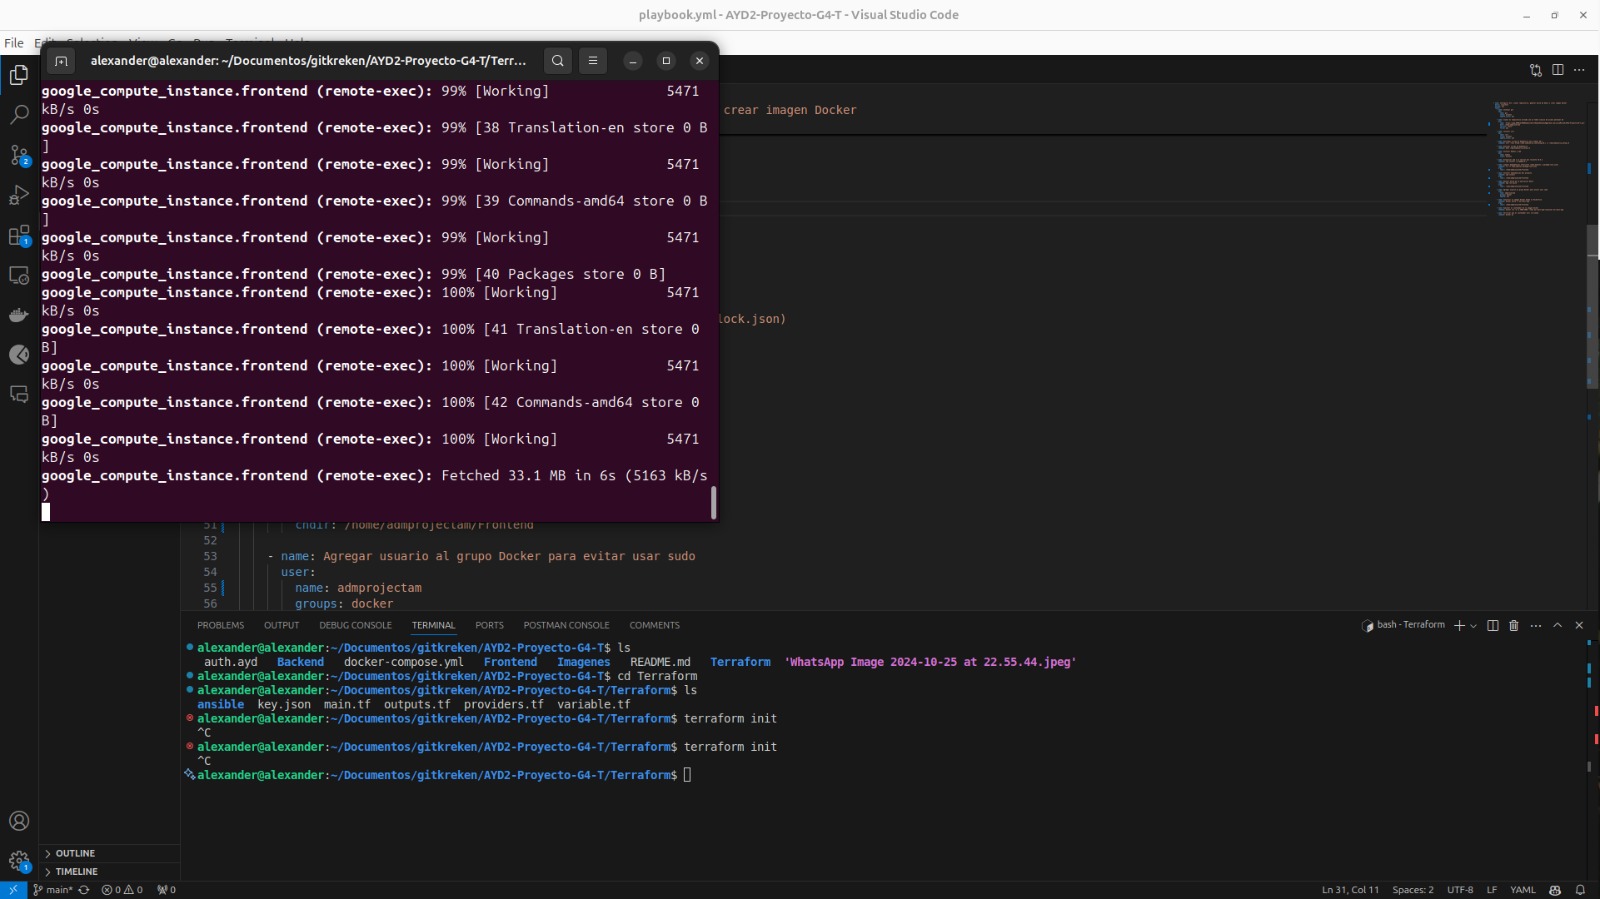 playbook.yml - AYD2-Proyecto-G4-T - Visual Studio Code
File
alexander@alexander: ~/Documentos/gitkreken/AYD2-Proyecto-G4-T/Terr...
google_compute_instance.frontend (remote-exec): 99% [Working] 5471
kB/s 0s
google_compute_instance.frontend (remote-exec): 99% [38 Translation-en store 0 B
]
google_compute_instance.frontend (remote-exec): 99% [Working] 5471
kB/s 0s
google_compute_instance.frontend (remote-exec): 99% [39 Commands-amd64 store 0 B
]
google_compute_instance.frontend (remote-exec): 99% [Working] 5471
kB/s 0s
google_compute_instance.frontend (remote-exec): 99% [40 Packages store 0 B]
google_compute_instance.frontend (remote-exec): 100% [Working] 5471
kB/s 0s
google_compute_instance.frontend (remote-exec): 100% [41 Translation-en store 0
B]
google_compute_instance.frontend (remote-exec): 100% [Working] 5471
kB/s 0s
google_compute_instance.frontend (remote-exec): 100% [42 Commands-amd64 store 0
B]
google_compute_instance.frontend (remote-exec): 100% [Working] 5471
kB/s 0s
google_compute_instance.frontend (remote-exec): Fetched 33.1 MB in 6s (5163 kB/s
)
crear imagen Docker
lock.json)
51 chdir: /home/admprojectam/Frontend
52
53 - name: Agregar usuario al grupo Docker para evitar usar sudo
54 user:
55 name: admprojectam
56 groups: docker
PROBLEMS OUTPUT DEBUG CONSOLE TERMINAL PORTS POSTMAN CONSOLE COMMENTS
bash - Terraform
alexander@alexander:~/Documentos/gitkreken/AYD2-Proyecto-G4-T$ ls
auth.ayd Backend docker-compose.yml Frontend Imagenes README.md Terraform 'WhatsApp Image 2024-10-25 at 22.55.44.jpeg'
alexander@alexander:~/Documentos/gitkreken/AYD2-Proyecto-G4-T$ cd Terraform
alexander@alexander:~/Documentos/gitkreken/AYD2-Proyecto-G4-T/Terraform$ ls
ansible key.json main.tf outputs.tf providers.tf variable.tf
alexander@alexander:~/Documentos/gitkreken/AYD2-Proyecto-G4-T/Terraform$ terraform init
^C
alexander@alexander:~/Documentos/gitkreken/AYD2-Proyecto-G4-T/Terraform$ terraform init
^C
alexander@alexander:~/Documentos/gitkreken/AYD2-Proyecto-G4-T/Terraform$
2
1
1
OUTLINE
TIMELINE
main* 0 0 0
Ln 31, Col 11 Spaces: 2 UTF-8 LF YAML